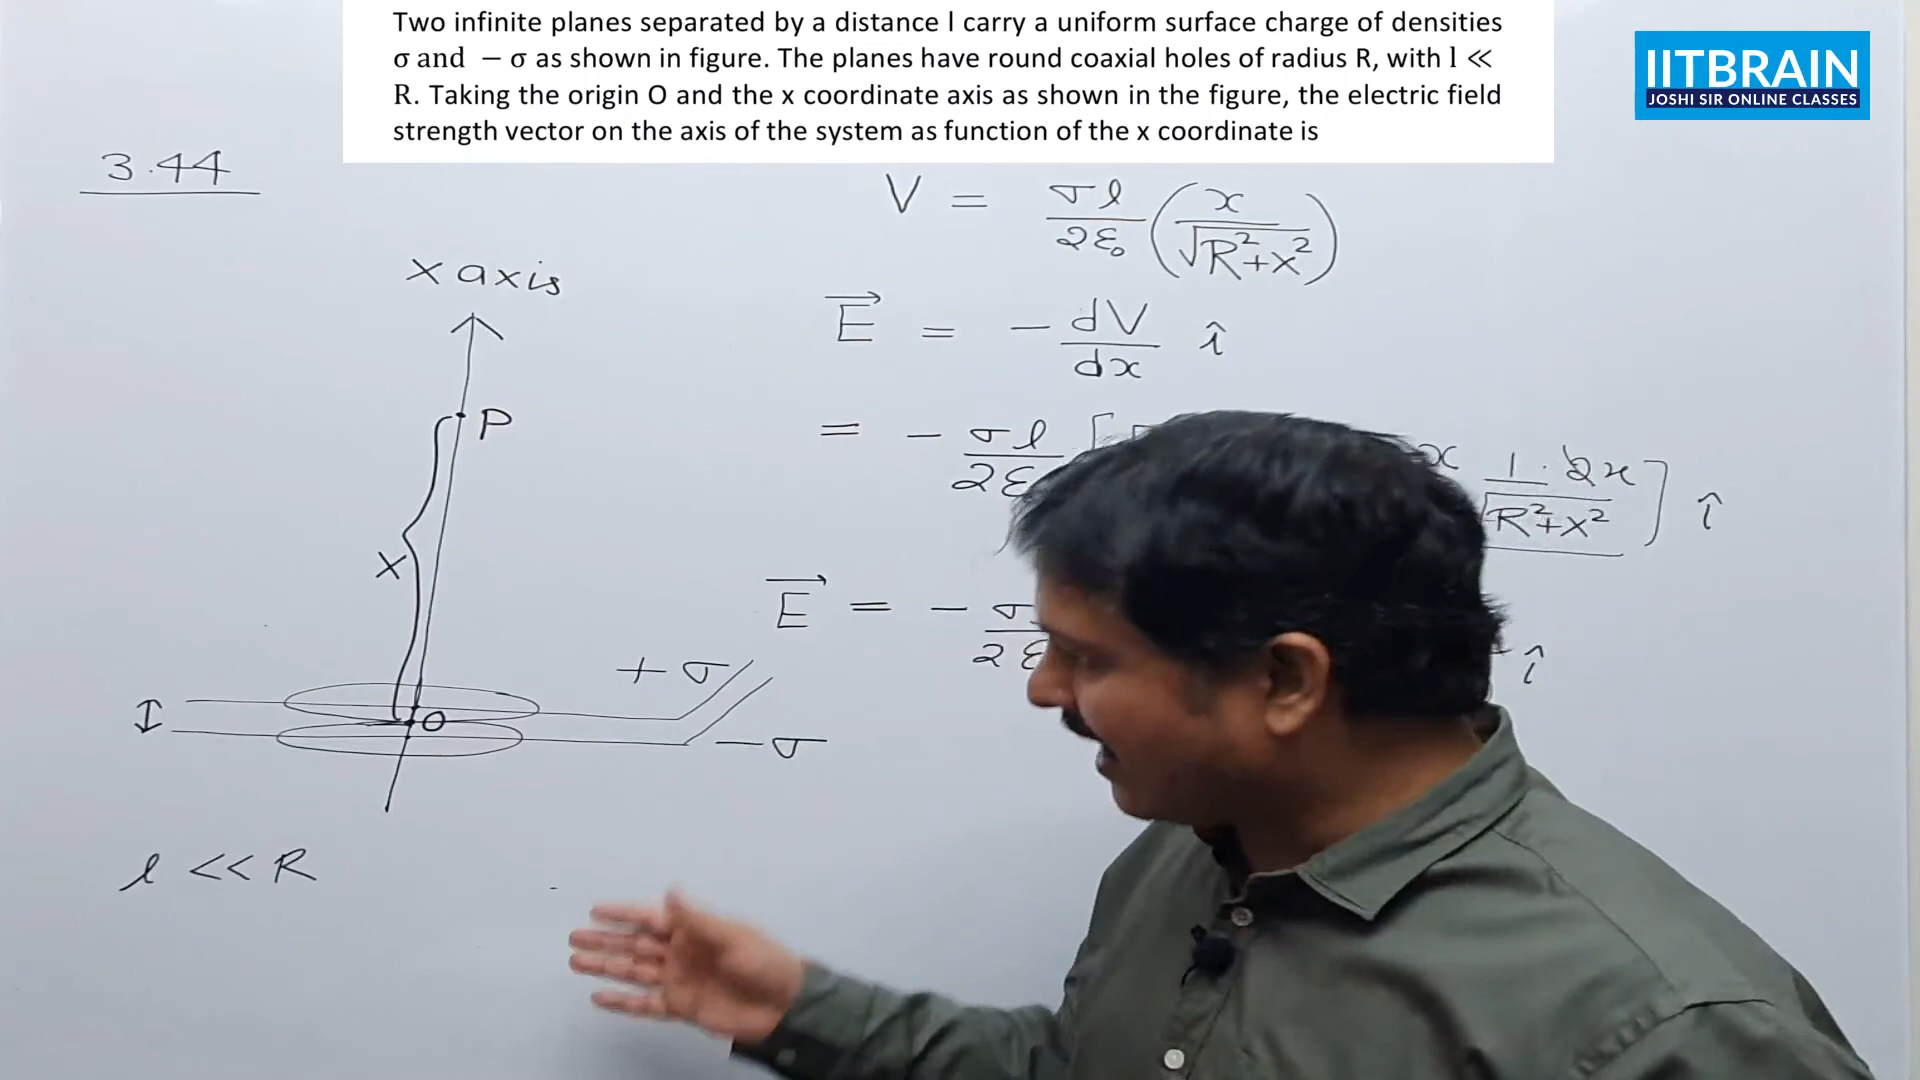 Two infinite planes separated by a distance l carry a uniform surface charge of densities
σ and − σ as shown in figure. The planes have round coaxial holes of radius R, with l ≪
R. Taking the origin O and the x coordinate axis as shown in the figure, the electric field
strength vector on the axis of the system as function of the x coordinate is
IITBRAIN
JOSHI SIR ONLINE CLASSES
3.44
x axis
P
x
O
+σ
−σ
l << R
V = σl/2ε₀ (x/√(R²+x²))
E⃗ = − dV/dx î
= − σl/2ε [ x 1·2x/√(R²+x²) ] î
E⃗ = − σ/2ε î